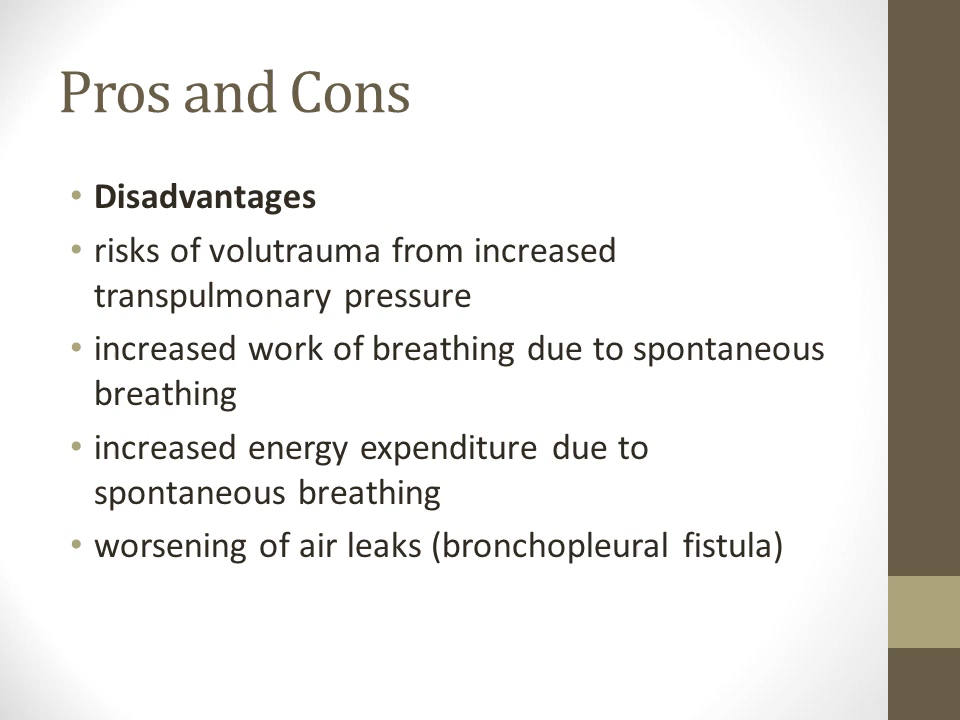 Pros and Cons
• Disadvantages
• risks of volutrauma from increased
transpulmonary pressure
• increased work of breathing due to spontaneous
breathing
• increased energy expenditure due to
spontaneous breathing
• worsening of air leaks (bronchopleural fistula)